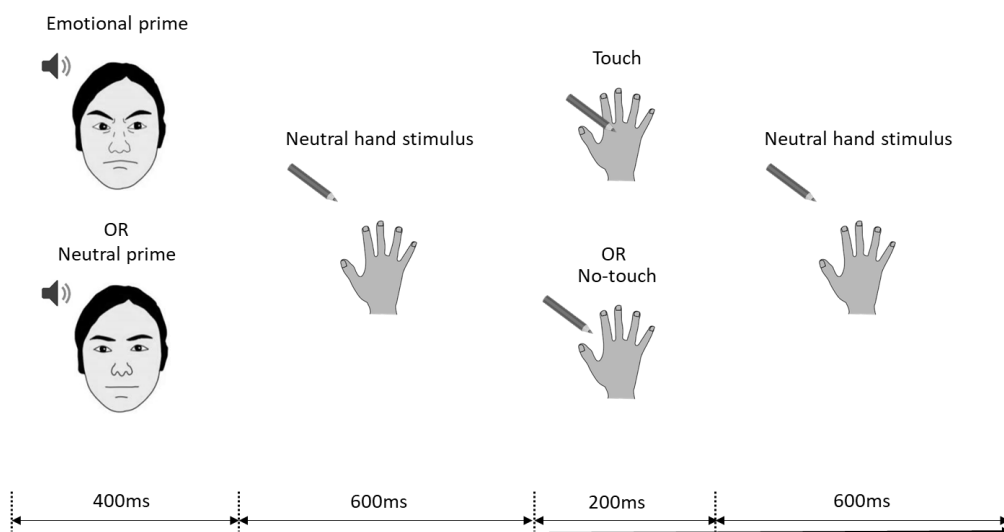 Emotional prime
OR
Neutral prime
Neutral hand stimulus
Touch
OR
No-touch
Neutral hand stimulus
400ms
600ms
200ms
600ms